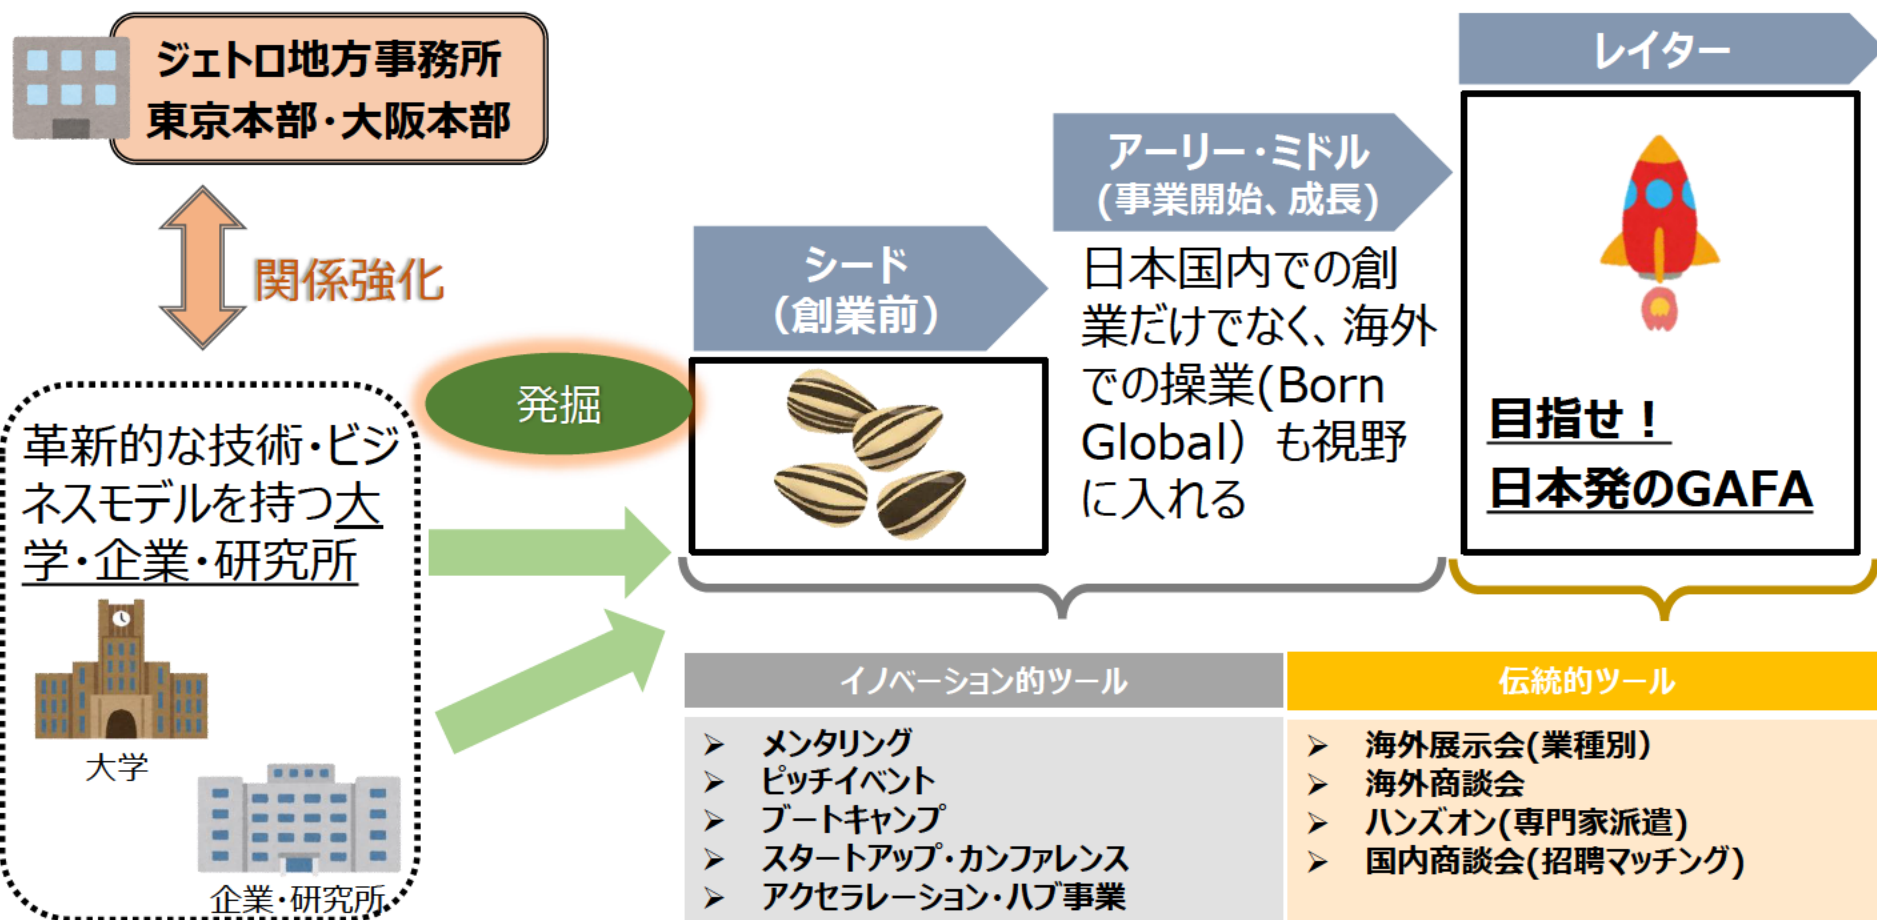 ジェトロ地方事務所
東京本部・大阪本部
関係強化
革新的な技術・ビジ
ネスモデルを持つ大
学・企業・研究所
大学
企業・研究所
発掘
シード
（創業前）
アーリー・ミドル
(事業開始、成長)
日本国内での創
業だけでなく、海外
での操業(Born
Global）も視野
に入れる
レイター
目指せ！
日本発のGAFA
イノベーション的ツール
➢ メンタリング
➢ ピッチイベント
➢ ブートキャンプ
➢ スタートアップ・カンファレンス
➢ アクセラレーション・ハブ事業
伝統的ツール
➢ 海外展示会(業種別）
➢ 海外商談会
➢ ハンズオン(専門家派遣)
➢ 国内商談会(招聘マッチング)